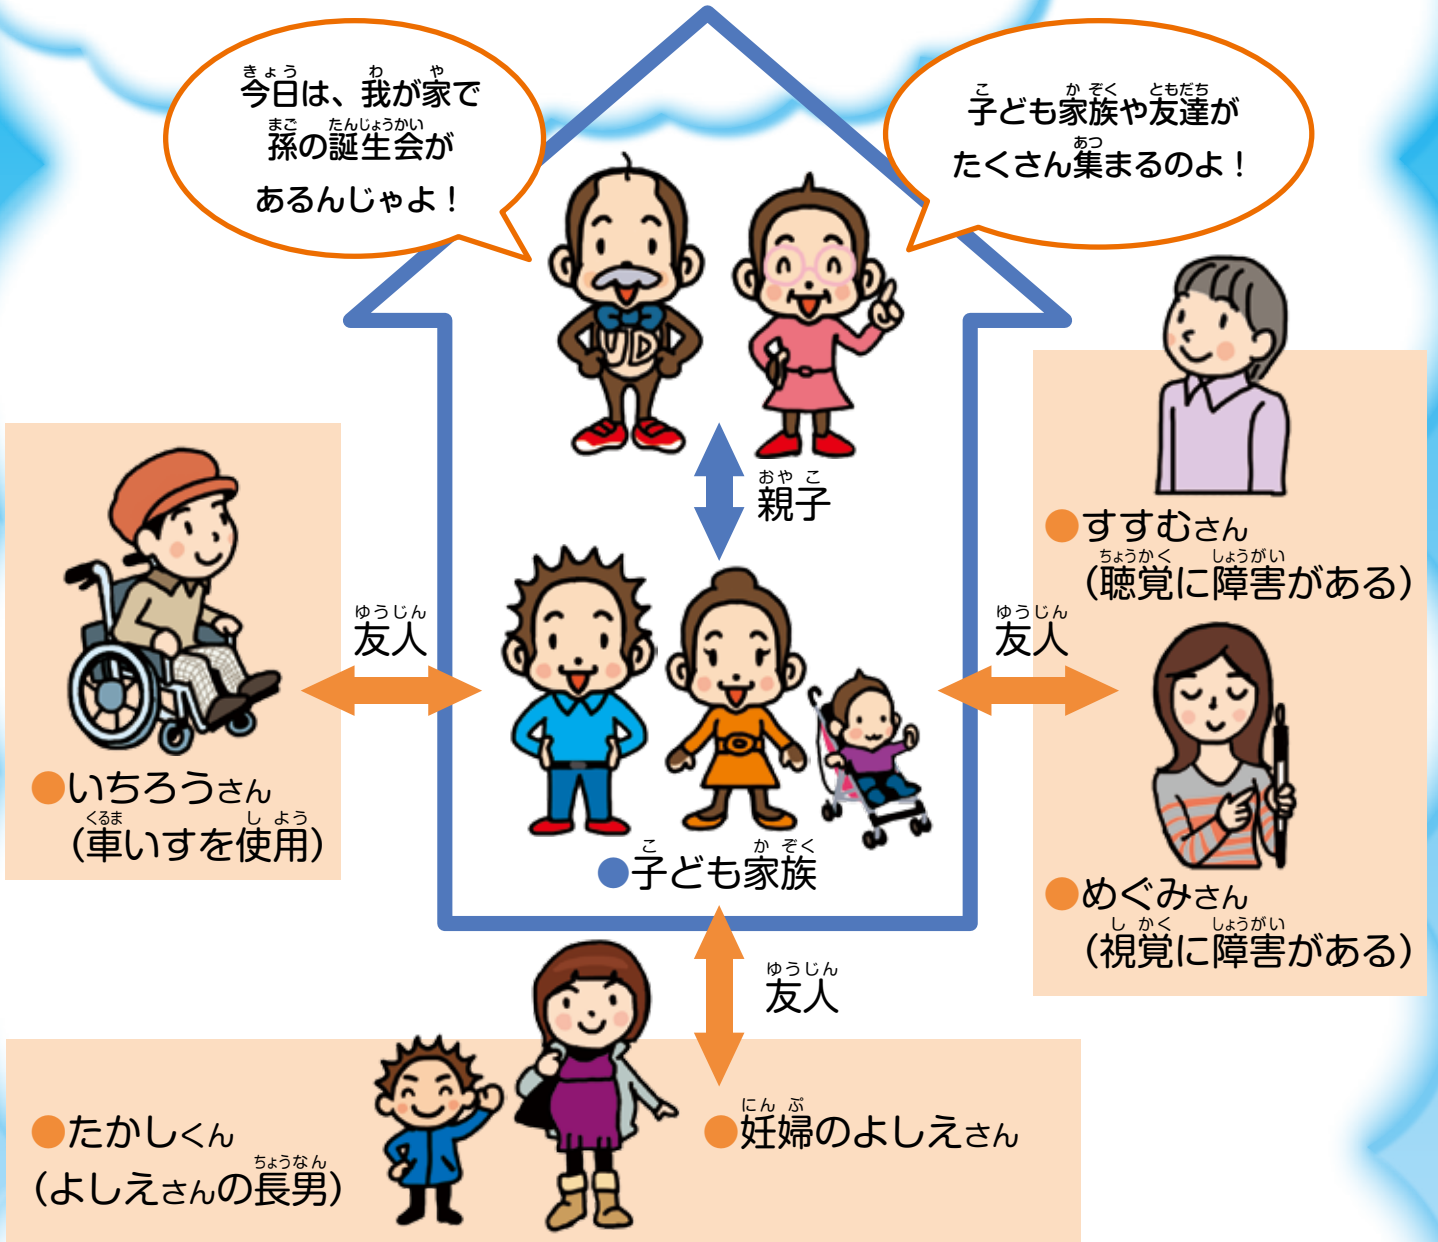 今日は、我が家で
孫の誕生会が
あるんじゃよ！
子ども家族や友達が
たくさん集まるのよ！
UD
親子
●すすむさん
（聴覚に障害がある）
友人
友人
●いちろうさん
（車いすを使用）
●子ども家族
●めぐみさん
（視覚に障害がある）
友人
●たかしくん
（よしえさんの長男）
●妊婦のよしえさん